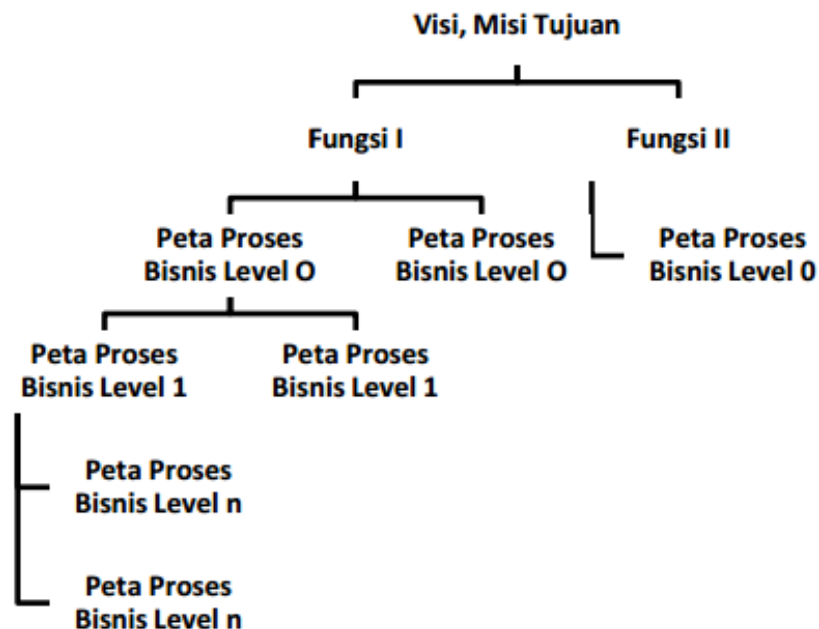 Visi, Misi Tujuan
Fungsi I
Fungsi II
Peta Proses
Bisnis Level O
Peta Proses
Bisnis Level O
Peta Proses
Bisnis Level 0
Peta Proses
Bisnis Level 1
Peta Proses
Bisnis Level 1
Peta Proses
Bisnis Level n
Peta Proses
Bisnis Level n